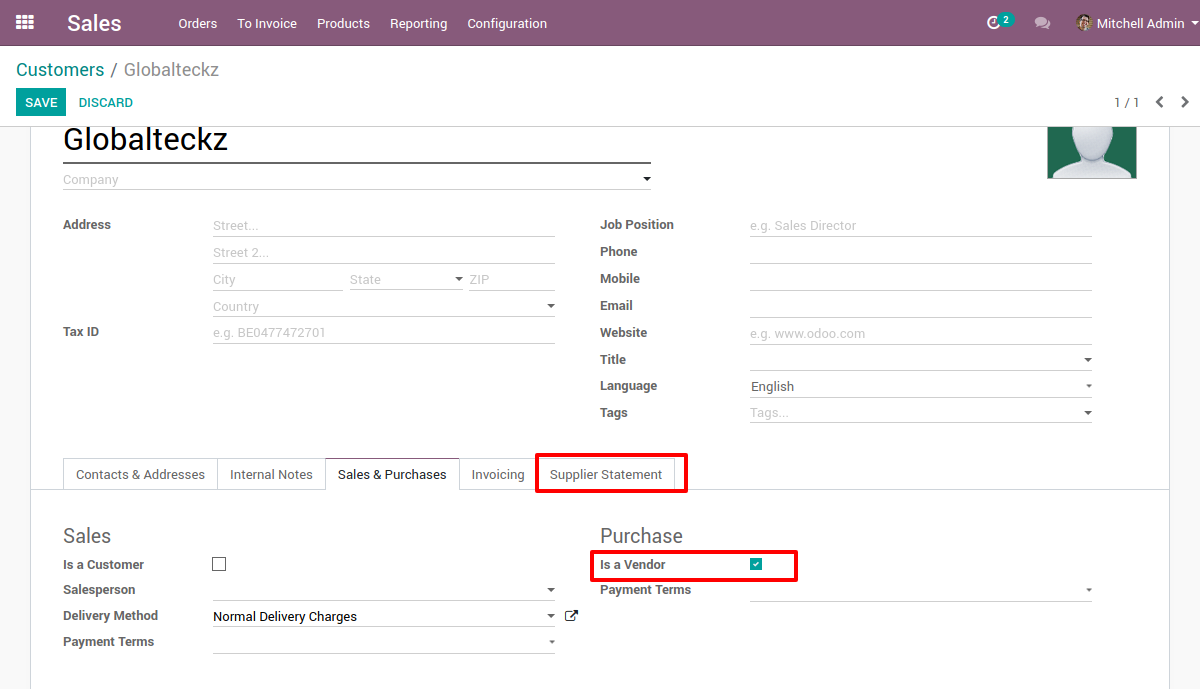 Sales Orders To Invoice Products Reporting Configuration 2 Mitchell Admin
Customers / Globalteckz
SAVE DISCARD 1 / 1
Globalteckz
Company
Address Street... Job Position e.g. Sales Director
Street 2... Phone
City State ZIP Mobile
Country Email
Tax ID e.g. BE0477472701 Website e.g. www.odoo.com
Title
Language English
Tags Tags...
Contacts & Addresses Internal Notes Sales & Purchases Invoicing Supplier Statement
Sales Purchase
Is a Customer Is a Vendor
Salesperson Payment Terms
Delivery Method Normal Delivery Charges
Payment Terms